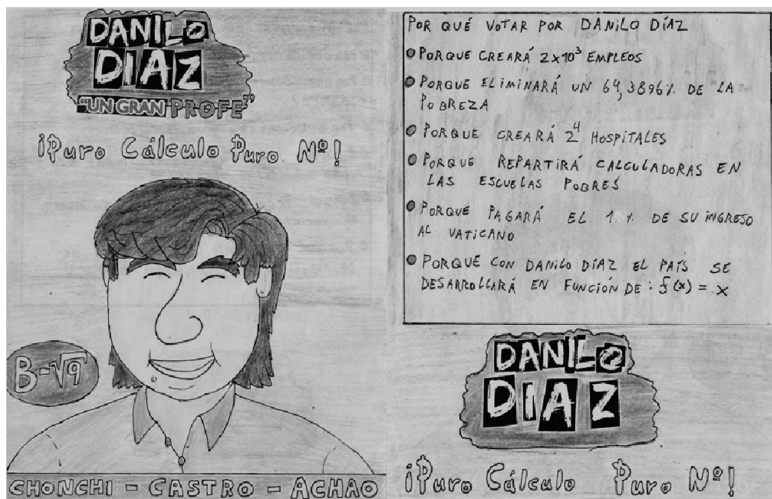 DANILO
DIAZ
"UN GRAN PROFE"
¡Puro Cálculo Puro Nº!
B-√9
CHONCHI - CASTRO - ACHAO
POR QUÉ VOTAR POR DANILO DÍAZ
PORQUE CREARÁ 2x10³ EMPLEOS
PORQUE ELIMINARÁ UN 64,3896% DE LA
POBREZA
PORQUE CREARÁ 2⁴ HOSPITALES
PORQUE REPARTIRÁ CALCULADORAS EN
LAS ESCUELAS POBRES
PORQUE PAGARÁ EL 1% DE SU INGRESO
AL VATICANO
PORQUE CON DANILO DÍAZ EL PAÍS SE
DESARROLLARÁ EN FUNCIÓN DE: f(x) = x
DANILO
DIAZ
¡Puro Cálculo Puro Nº!